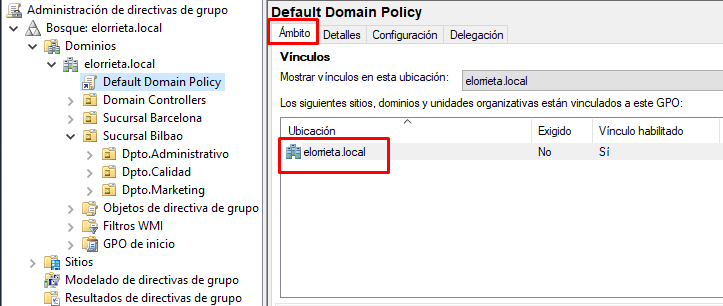 Administración de directivas de grupo
Bosque: elorrieta.local
Dominios
elorrieta.local
Default Domain Policy
Domain Controllers
Sucursal Barcelona
Sucursal Bilbao
Dpto.Administrativo
Dpto.Calidad
Dpto.Marketing
Objetos de directiva de grupo
Filtros WMI
GPO de inicio
Sitios
Modelado de directivas de grupo
Resultados de directivas de grupo
Default Domain Policy
Ámbito Detalles Configuración Delegación
Vínculos
Mostrar vínculos en esta ubicación: elorrieta.local
Los siguientes sitios, dominios y unidades organizativas están vinculados a este GPO:
Ubicación Exigido Vínculo habilitado
elorrieta.local No Sí